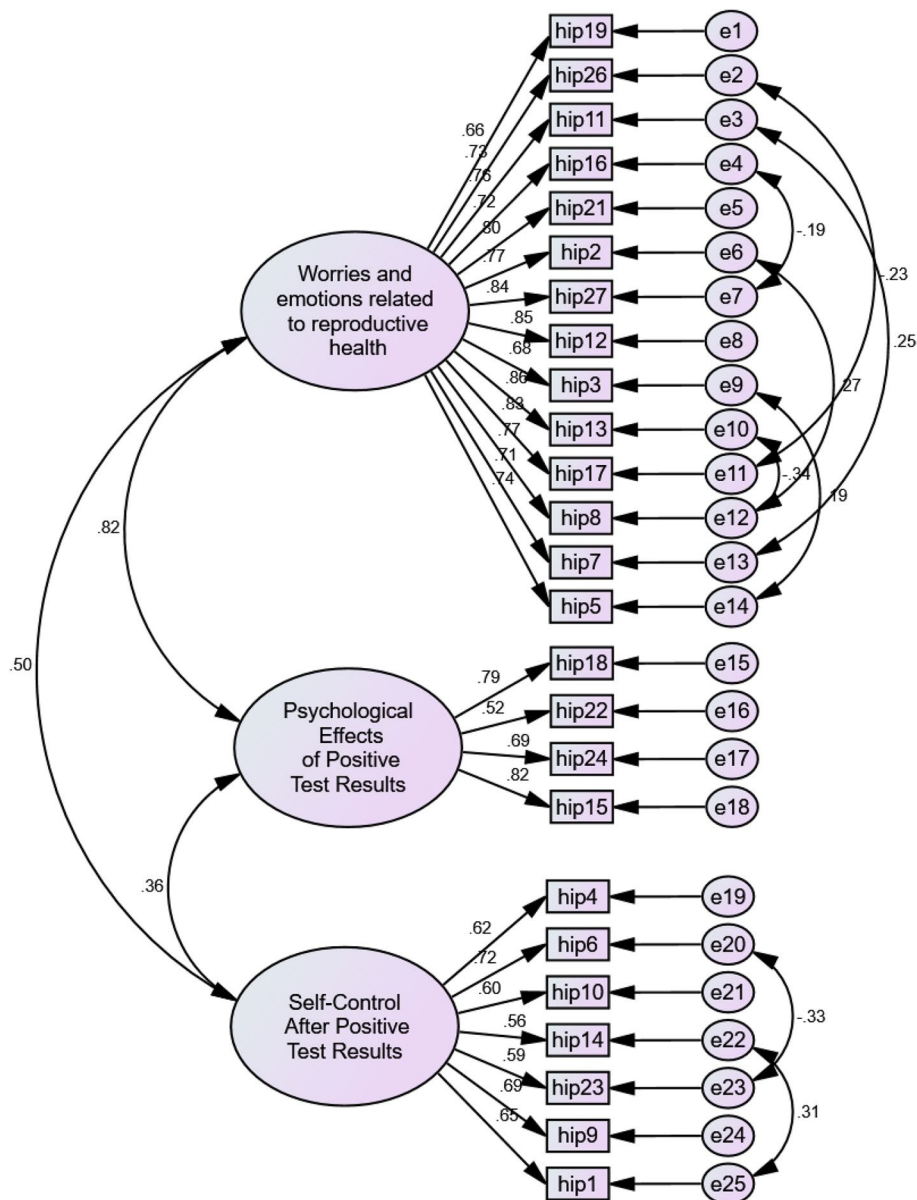 hip19 e1
hip26 e2
hip11 e3
.66
.73
hip16 e4
.76
.72
hip21 e5
.80
-.19
hip2 e6
.77
Worries and
emotions related
to reproductive
health
-.23
.84
hip27 e7
.85
hip12 e8
.25
.68
.86
hip3 e9
.27
.83
.77
hip13 e10
.71
hip17 e11
-.34
.74
.19
hip8 e12
.82
hip7 e13
hip5 e14
.50
hip18 e15
.79
.52
hip22 e16
Psychological
Effects
of Positive
Test Results
.69
hip24 e17
.82
hip15 e18
.36
hip4 e19
.62
hip6 e20
.72
.60
hip10 e21
Self-Control
After Positive
Test Results
-.33
.56
hip14 e22
.59
hip23 e23
.69
.31
.65
hip9 e24
hip1 e25